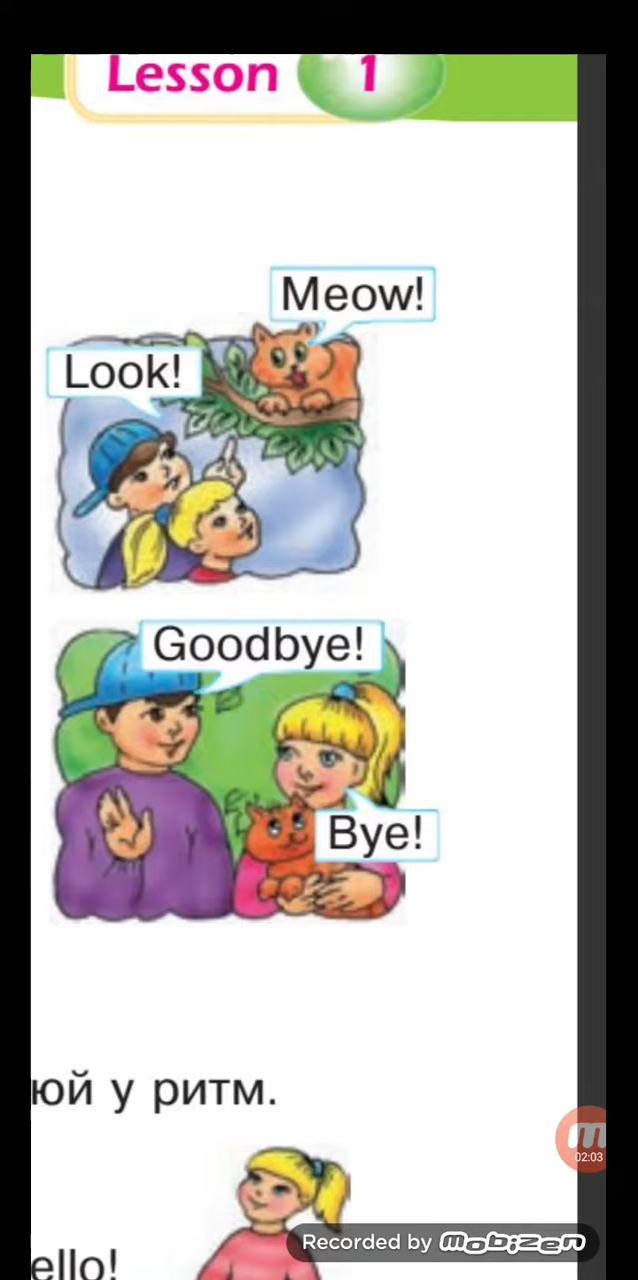 Lesson 1
Meow!
Look!
Goodbye!
Bye!
юй у ритм.
02:03
Recorded by mobizen
ello!